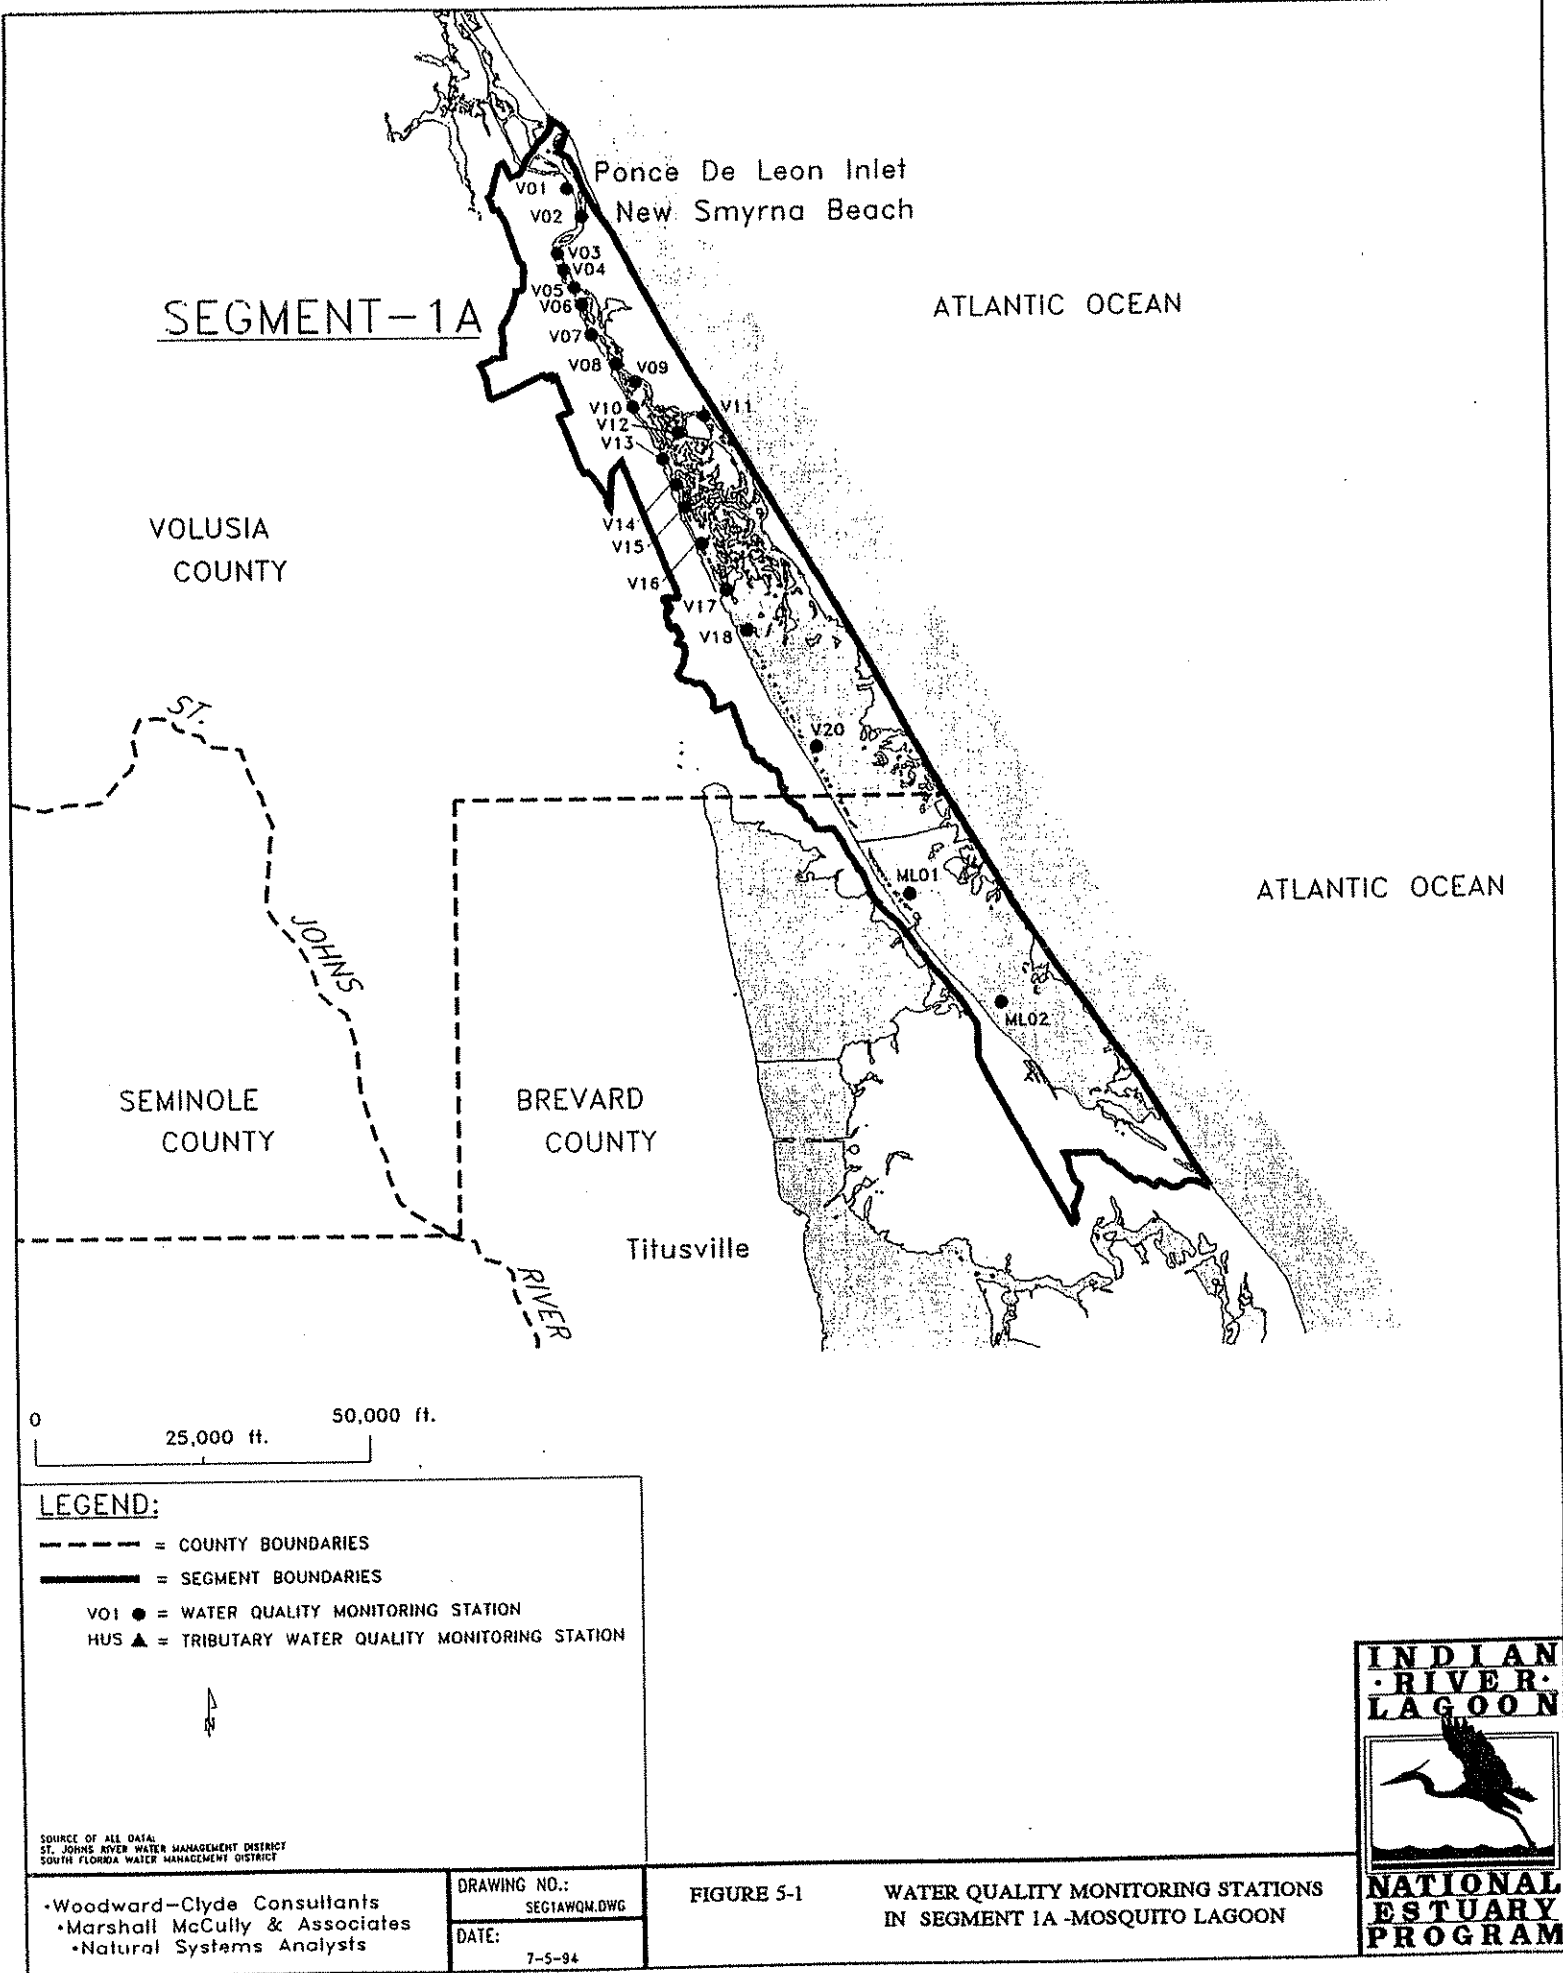 Ponce De Leon Inlet
New Smyrna Beach
V01
V02
V03
V04
V05
V06
V07
V08
V09
V10
V11
V12
V13
V14
V15
V16
V17
V18
V20
ML01
ML02
SEGMENT-1A
ATLANTIC OCEAN
VOLUSIA
COUNTY
ST.
JOHNS
RIVER
ATLANTIC OCEAN
SEMINOLE
COUNTY
BREVARD
COUNTY
Titusville
0
25,000 ft.
50,000 ft.
LEGEND:
= COUNTY BOUNDARIES
= SEGMENT BOUNDARIES
V01 ● = WATER QUALITY MONITORING STATION
HUS ▲ = TRIBUTARY WATER QUALITY MONITORING STATION
N
SOURCE OF ALL DATA:
ST. JOHNS RIVER WATER MANAGEMENT DISTRICT
SOUTH FLORIDA WATER MANAGEMENT DISTRICT
•Woodward-Clyde Consultants
•Marshall McCully & Associates
•Natural Systems Analysts
DRAWING NO.:
SEG1AWQM.DWG
DATE:
7-5-94
FIGURE 5-1
WATER QUALITY MONITORING STATIONS
IN SEGMENT 1A -MOSQUITO LAGOON
INDIAN
·RIVER·
LAGOON
NATIONAL
ESTUARY
PROGRAM